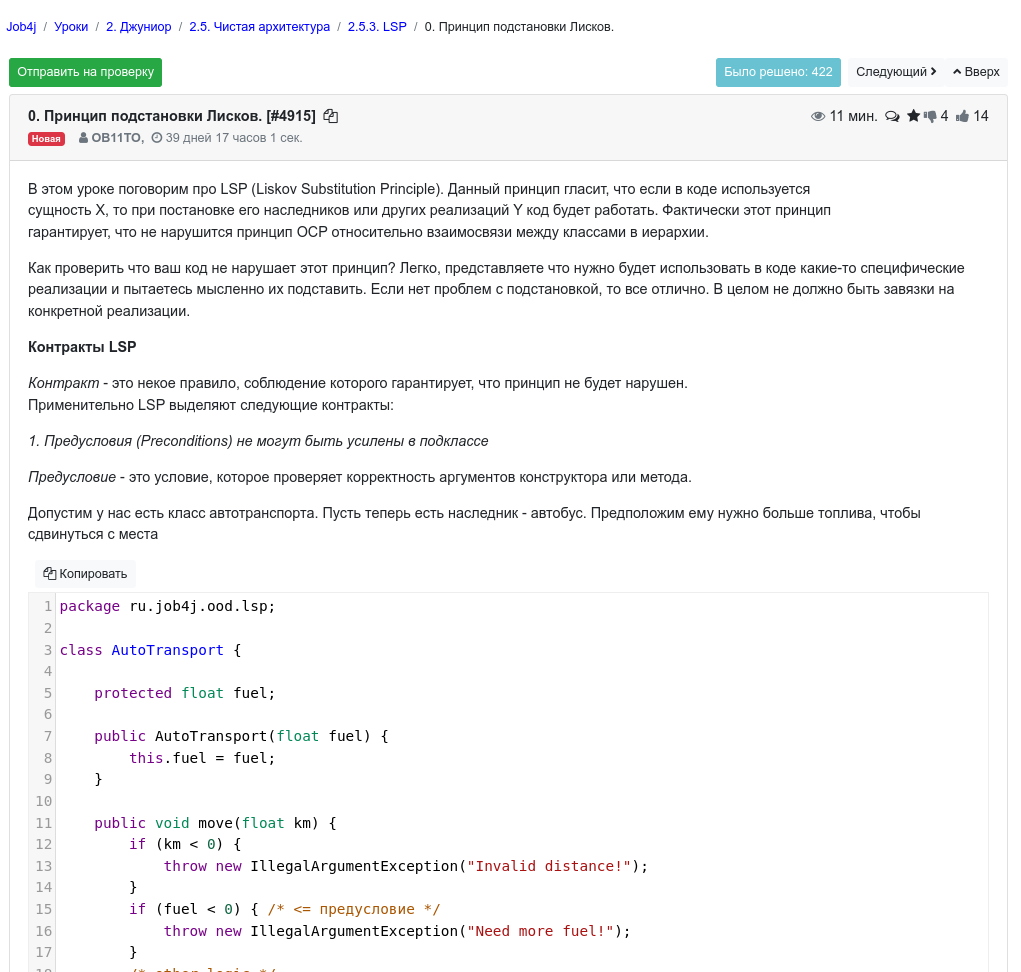 Job4j / Уроки / 2. Джуниор / 2.5. Чистая архитектура / 2.5.3. LSP / 0. Принцип подстановки Лисков.
Отправить на проверку Было решено: 422 Следующий Вверх
0. Принцип подстановки Лисков. [#4915] 11 мин. 4 14
Новая OB11TO, 39 дней 17 часов 1 сек.
В этом уроке поговорим про LSP (Liskov Substitution Principle). Данный принцип гласит, что если в коде используется
сущность X, то при постановке его наследников или других реализаций Y код будет работать. Фактически этот принцип
гарантирует, что не нарушится принцип OCP относительно взаимосвязи между классами в иерархии.
Как проверить что ваш код не нарушает этот принцип? Легко, представляете что нужно будет использовать в коде какие-то специфические
реализации и пытаетесь мысленно их подставить. Если нет проблем с подстановкой, то все отлично. В целом не должно быть завязки на
конкретной реализации.
Контракты LSP
Контракт - это некое правило, соблюдение которого гарантирует, что принцип не будет нарушен.
Применительно LSP выделяют следующие контракты:
1. Предусловия (Preconditions) не могут быть усилены в подклассе
Предусловие - это условие, которое проверяет корректность аргументов конструктора или метода.
Допустим у нас есть класс автотранспорта. Пусть теперь есть наследник - автобус. Предположим ему нужно больше топлива, чтобы
сдвинуться с места
Копировать
1 package ru.job4j.ood.lsp;
2
3 class AutoTransport {
4
5     protected float fuel;
6
7     public AutoTransport(float fuel) {
8         this.fuel = fuel;
9     }
10
11     public void move(float km) {
12         if (km < 0) {
13             throw new IllegalArgumentException("Invalid distance!");
14         }
15         if (fuel < 0) { /* <= предусловие */
16             throw new IllegalArgumentException("Need more fuel!");
17         }
18         /* other logic */